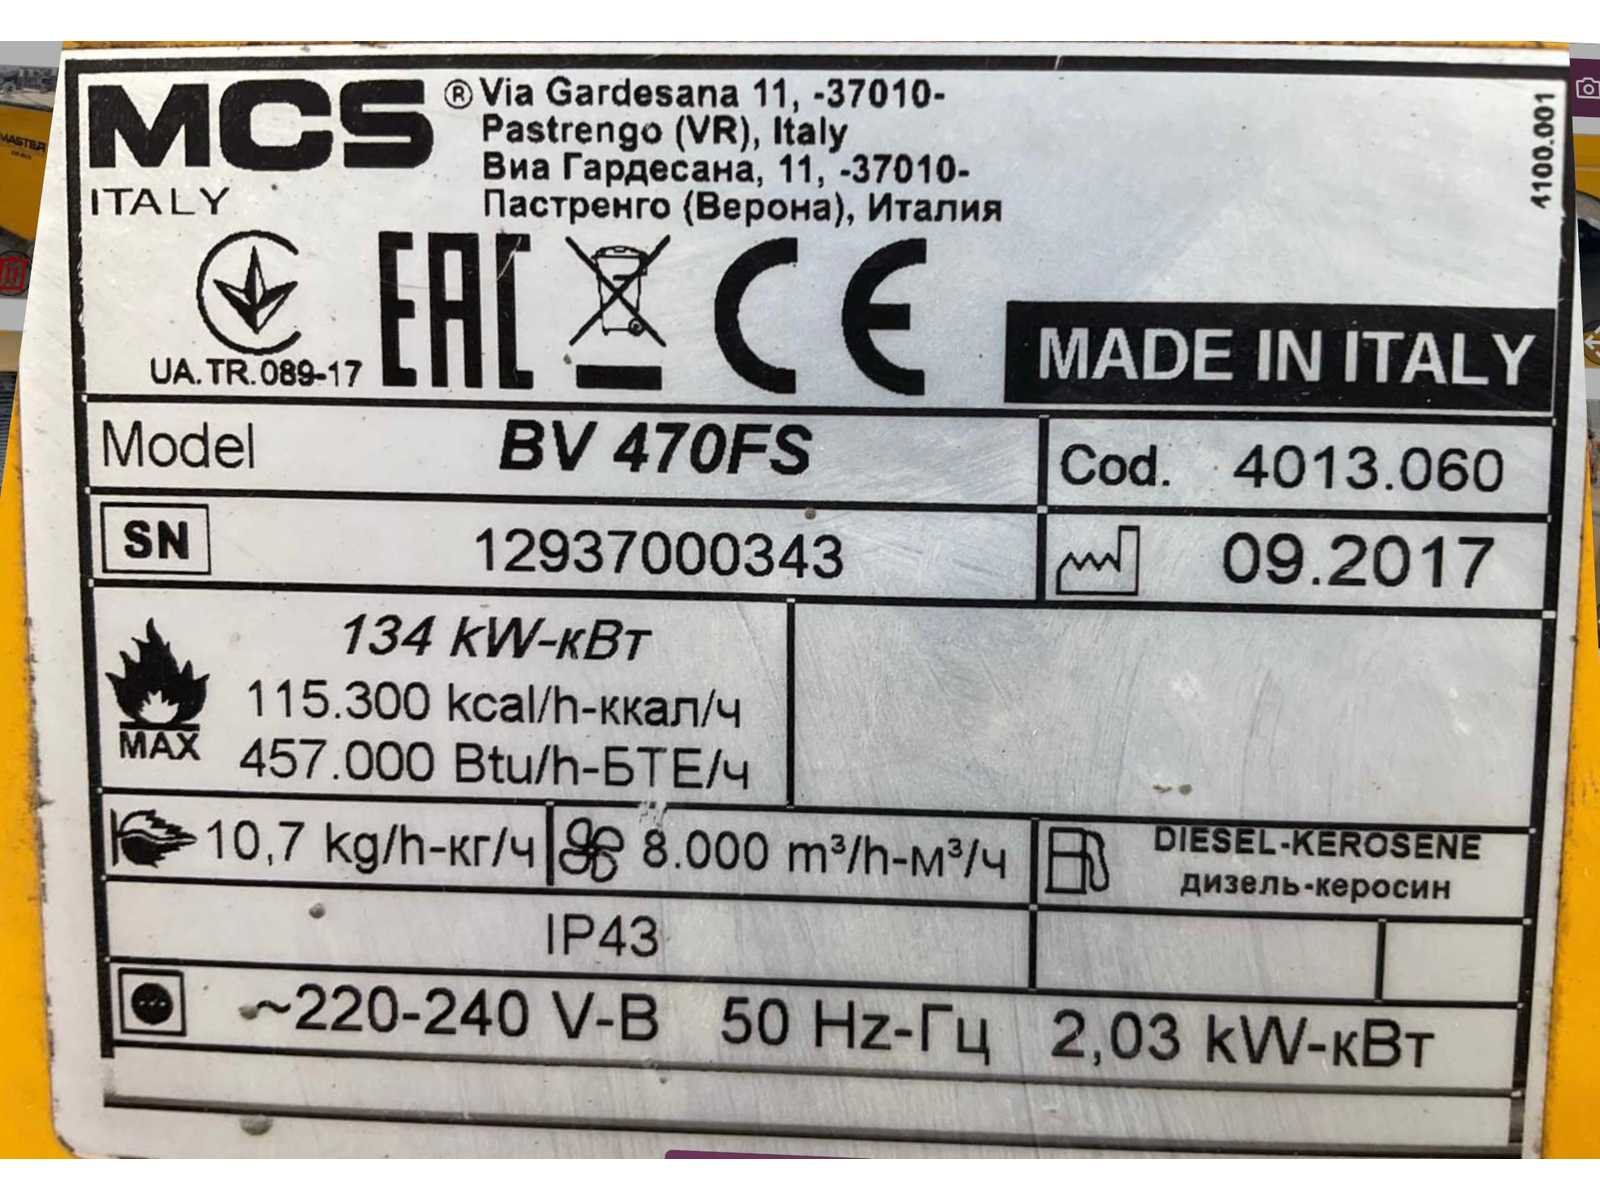 MCS ®
ITALY
Via Gardesana 11, -37010-
Pastrengo (VR), Italy
Виа Гардесана, 11, -37010-
Пастренго (Верона), Италия
4100.001
UA.TR.089-17
EAC
CE
MADE IN ITALY
Model BV 470FS
Cod. 4013.060
SN 12937000343
09.2017
134 kW-кВт
115.300 kcal/h-ккал/ч
457.000 Btu/h-БТЕ/ч
MAX
10,7 kg/h-кг/ч
8.000 m³/h-м³/ч
DIESEL-KEROSENE
дизель-керосин
IP43
~220-240 V-В 50 Hz-Гц 2,03 kW-кВт
MASTER